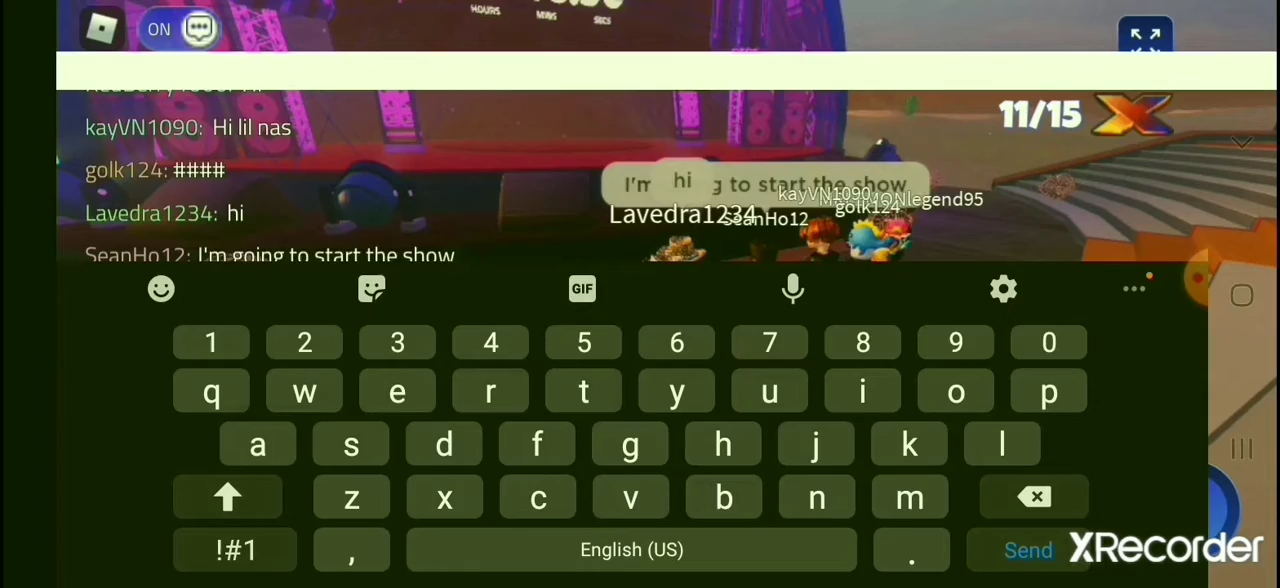 HOURS MINS SECS
ON
kayVN1090: Hi lil nas
golk124: ####
Lavedra1234: hi
SeanHo12: I'm going to start the show
11/15 X
hi
to start the show
kayVN1090
golk124
Lavedra1234
SeanHo12
GIF
1 2 3 4 5 6 7 8 9 0
q w e r t y u i o p
a s d f g h j k l
z x c v b n m
!#1 , English (US) . Send
XRecorder